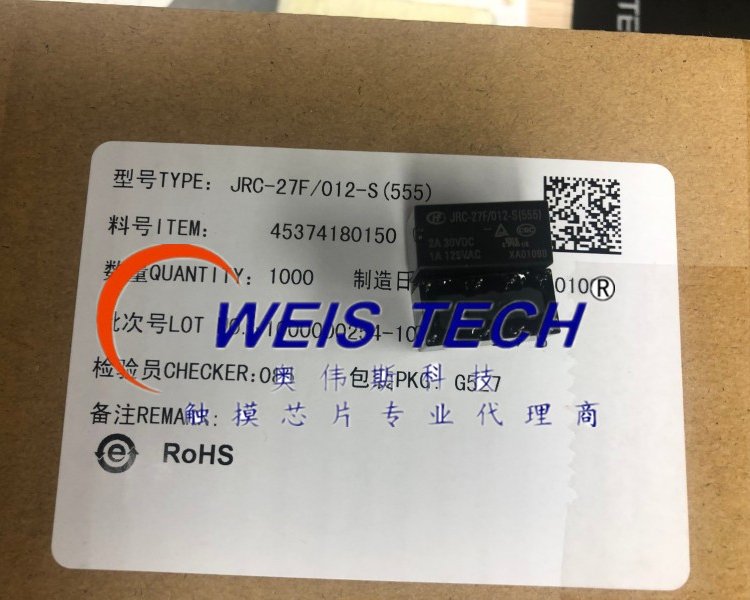 TE
型号TYPE: JRC-27F/012-S(555)
料号ITEM: 45374180150
JRC-27F/012-S(555)
2A 30VDC
1A 125VAC
CQC
数量QUANTITY: 1000 制造日 010
WEIS TECH®
批次号LOT
检验员CHECKER: 包装PKG G527
奥伟斯科技
备注REMARK:
触摸芯片专业代理商
e RoHS